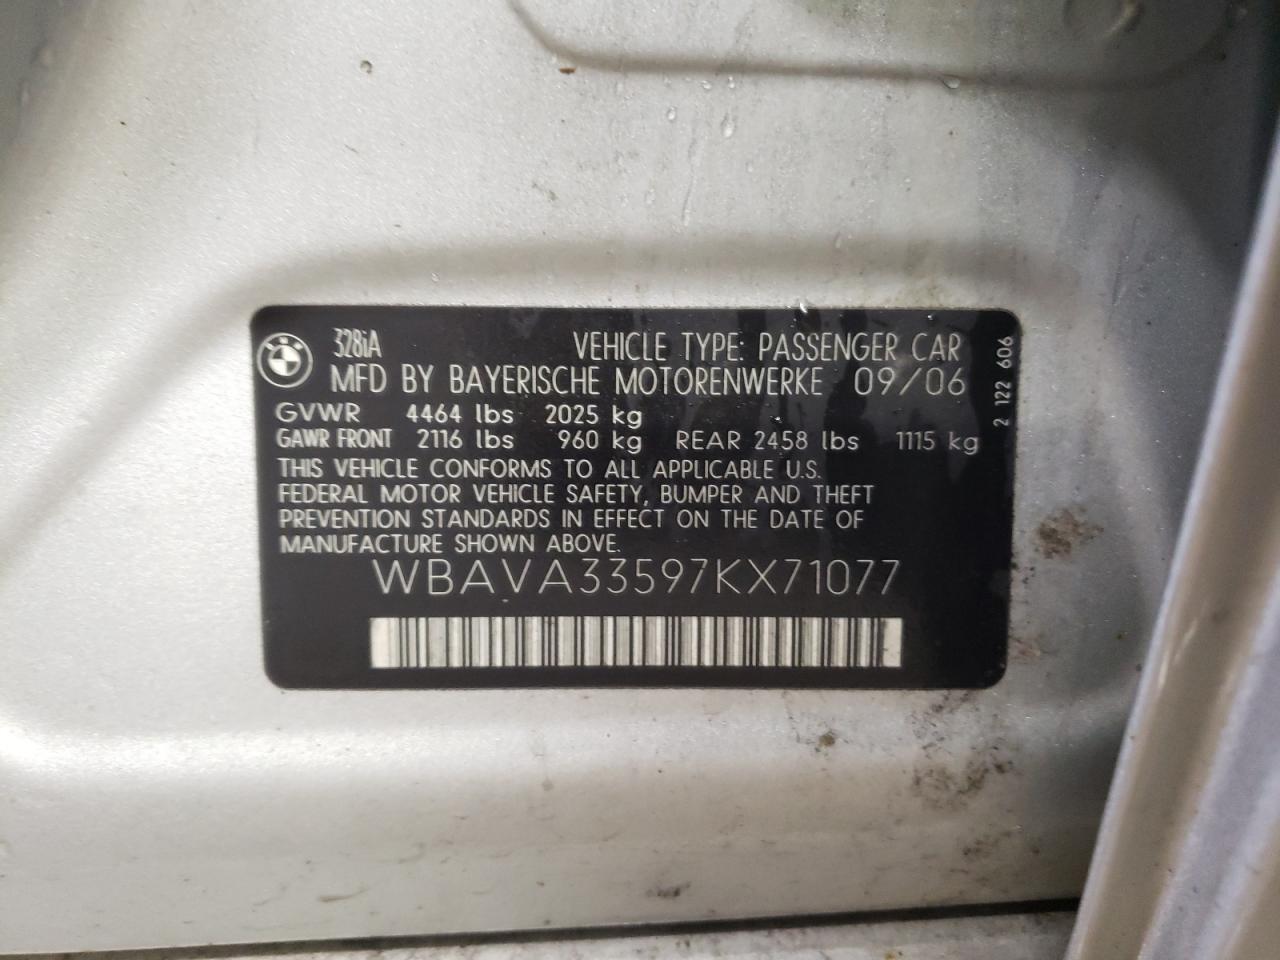 328iA
VEHICLE TYPE: PASSENGER CAR
MFD BY BAYERISCHE MOTORENWERKE 09/06
GVWR 4464 lbs 2025 kg
GAWR FRONT 2116 lbs 960 kg REAR 2458 lbs 1115 kg
THIS VEHICLE CONFORMS TO ALL APPLICABLE U.S.
FEDERAL MOTOR VEHICLE SAFETY, BUMPER AND THEFT
PREVENTION STANDARDS IN EFFECT ON THE DATE OF
MANUFACTURE SHOWN ABOVE.
WBAVA33597KX71077
2 122 606